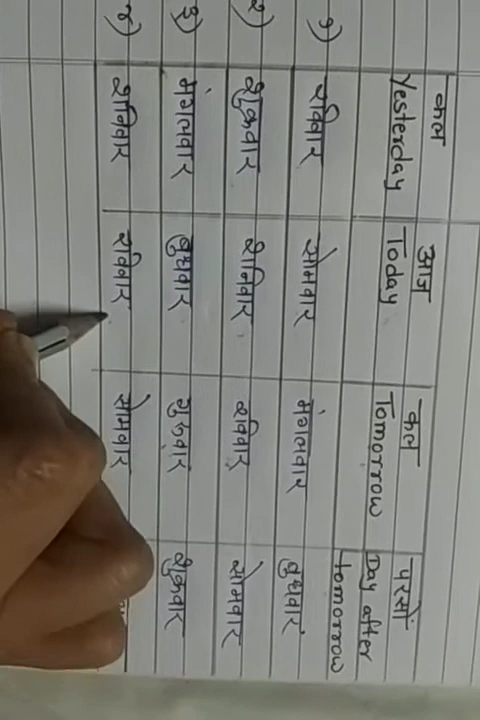 कल आज कल परसों
Yesterday Today Tomorrow Day after tomorrow
१) रविवार सोमवार मंगलवार बुधवार
२) शुक्रवार शनिवार रविवार सोमवार
३) मंगलवार बुधवार गुरुवार शुक्रवार
४) शनिवार रविवार सोमवार